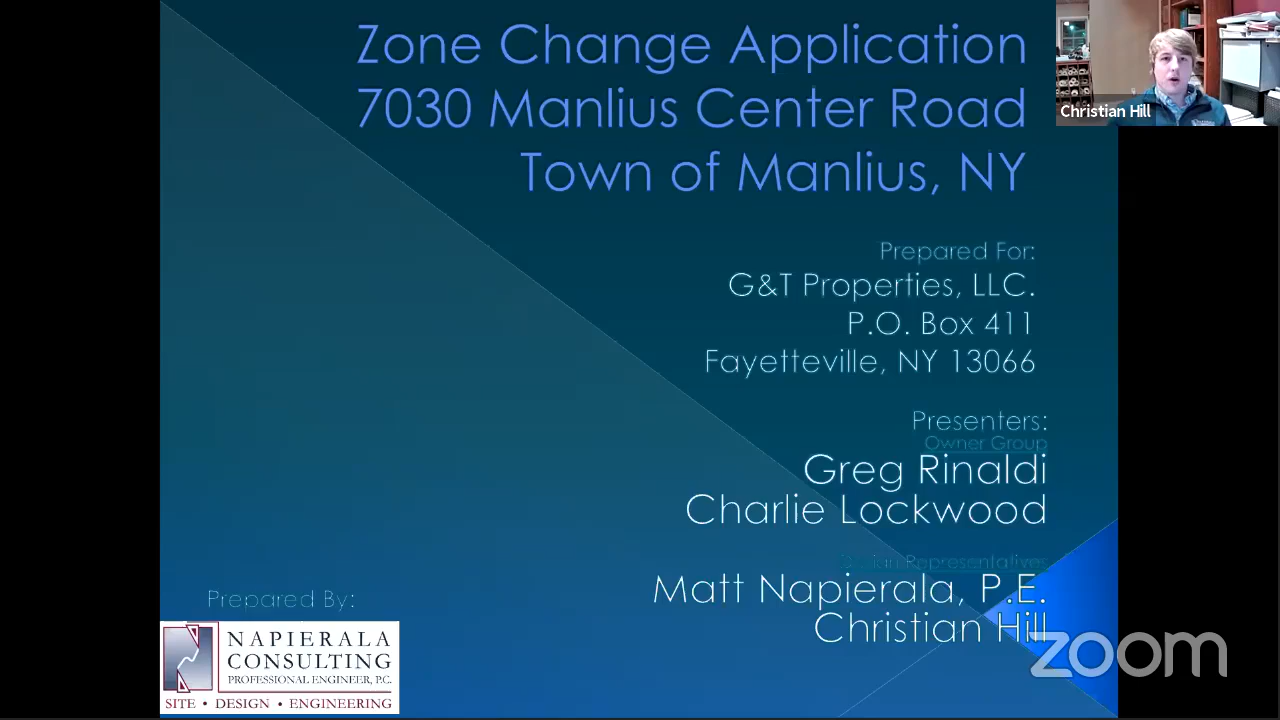 Zone Change Application
7030 Manlius Center Road
Town of Manlius, NY
Christian Hill
Prepared For:
G&T Properties, LLC.
P.O. Box 411
Fayetteville, NY 13066
Presenters:
Owner Group
Greg Rinaldi
Charlie Lockwood
Design Representatives
Matt Napierala, P.E.
Christian Hill
Prepared By:
NAPIERALA
CONSULTING
PROFESSIONAL ENGINEER, P.C.
SITE • DESIGN • ENGINEERING
zoom